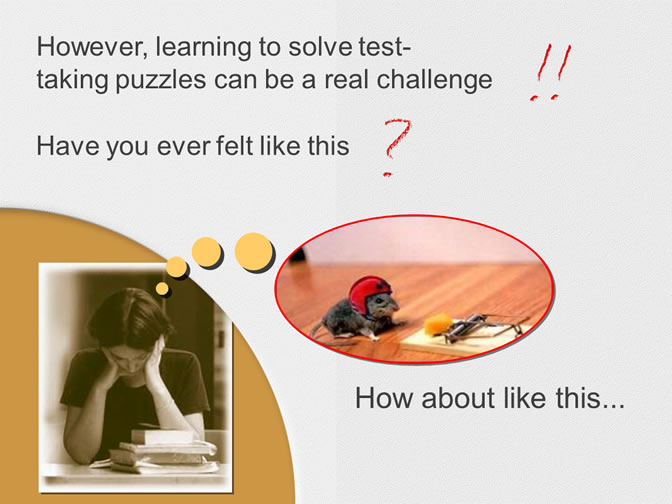 However, learning to solve test-
taking puzzles can be a real challenge !!
Have you ever felt like this ?
How about like this...